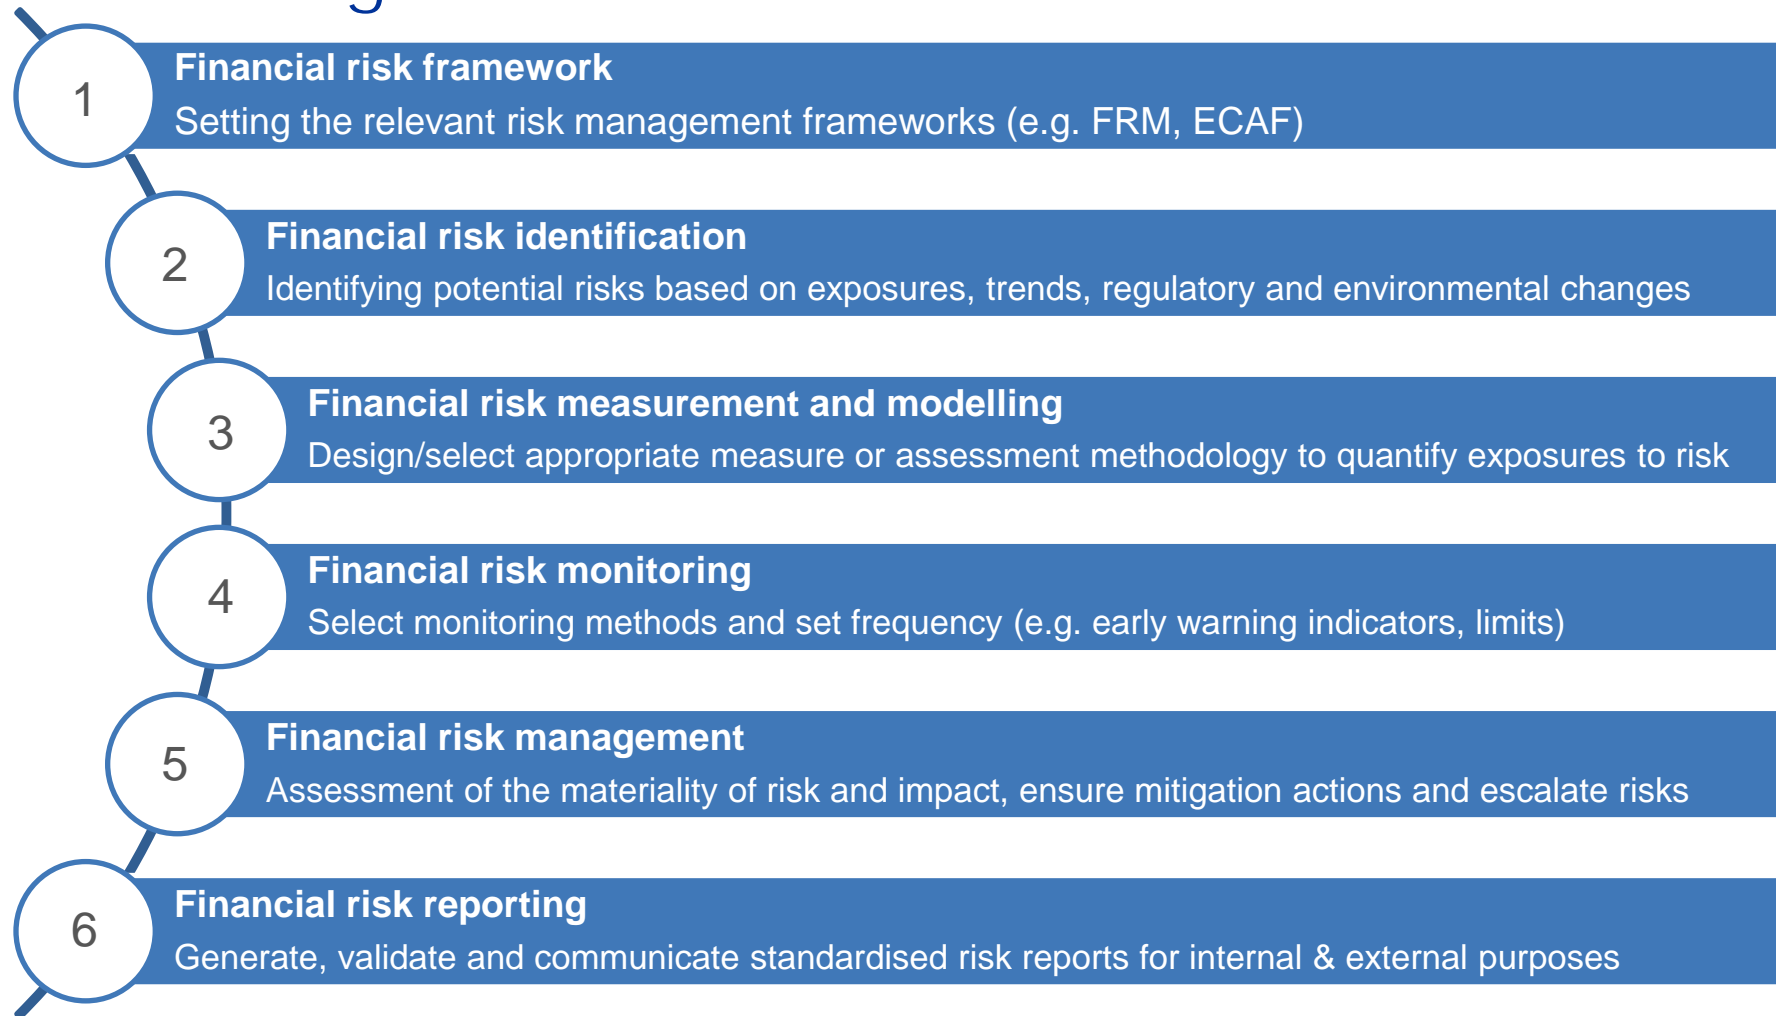 1
Financial risk framework
Setting the relevant risk management frameworks (e.g. FRM, ECAF)
2
Financial risk identification
Identifying potential risks based on exposures, trends, regulatory and environmental changes
3
Financial risk measurement and modelling
Design/select appropriate measure or assessment methodology to quantify exposures to risk
4
Financial risk monitoring
Select monitoring methods and set frequency (e.g. early warning indicators, limits)
5
Financial risk management
Assessment of the materiality of risk and impact, ensure mitigation actions and escalate risks
6
Financial risk reporting
Generate, validate and communicate standardised risk reports for internal & external purposes